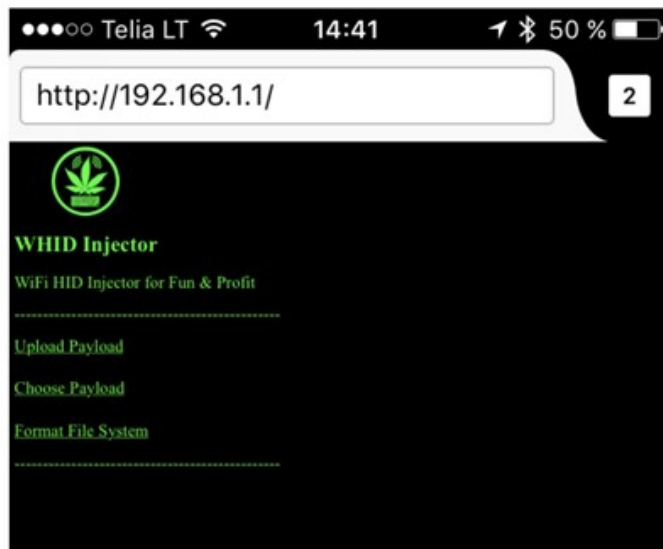 Telia LT 14:41 50 %
http://192.168.1.1/ 2
WHID Injector
WiFi HID Injector for Fun & Profit
----------------------------------------------
Upload Payload
Choose Payload
Format File System
----------------------------------------------